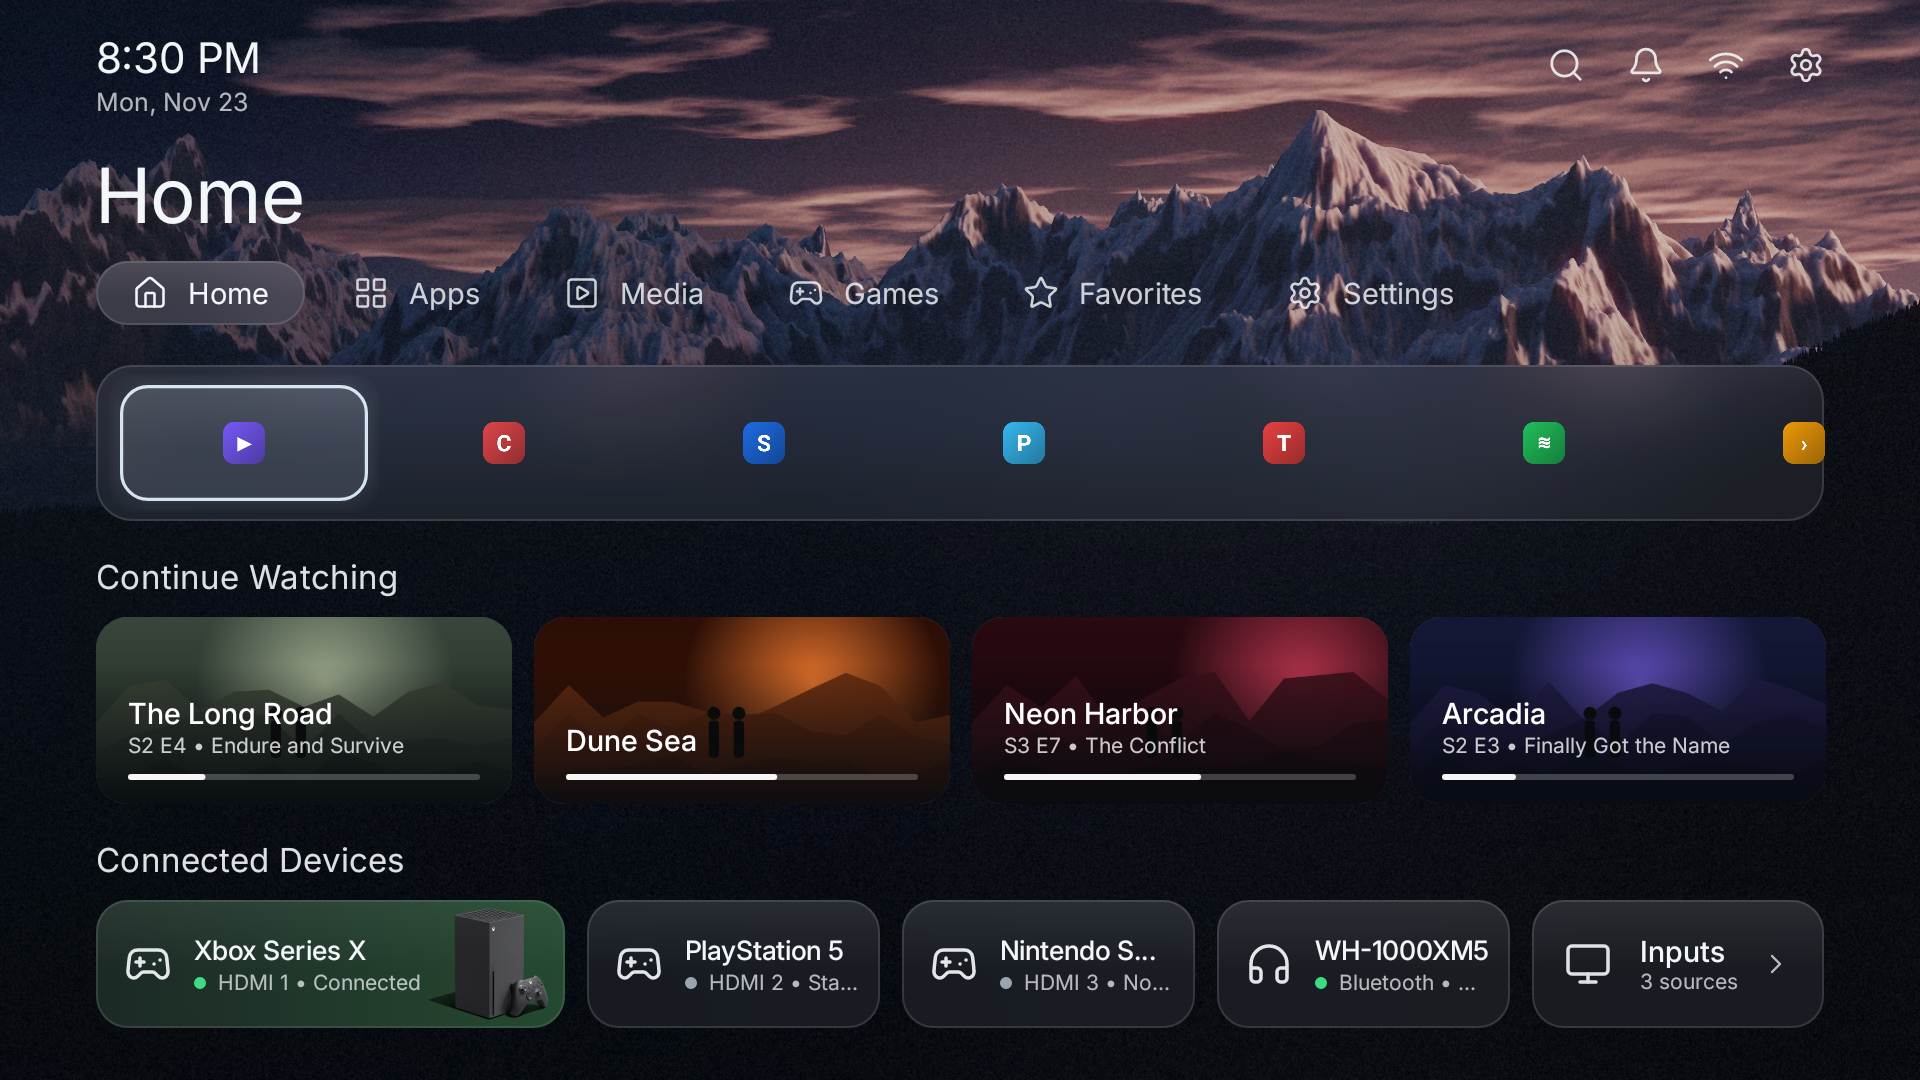 8:30 PM
Mon, Nov 23
Home
Home
Apps
Media
Games
Favorites
Settings
C
S
P
T
Continue Watching
The Long Road
S2 E4 • Endure and Survive
Dune Sea
Neon Harbor
S3 E7 • The Conflict
Arcadia
S2 E3 • Finally Got the Name
Connected Devices
Xbox Series X
HDMI 1 • Connected
PlayStation 5
HDMI 2 • Sta...
Nintendo S...
HDMI 3 • No...
WH-1000XM5
Bluetooth • ...
Inputs
3 sources